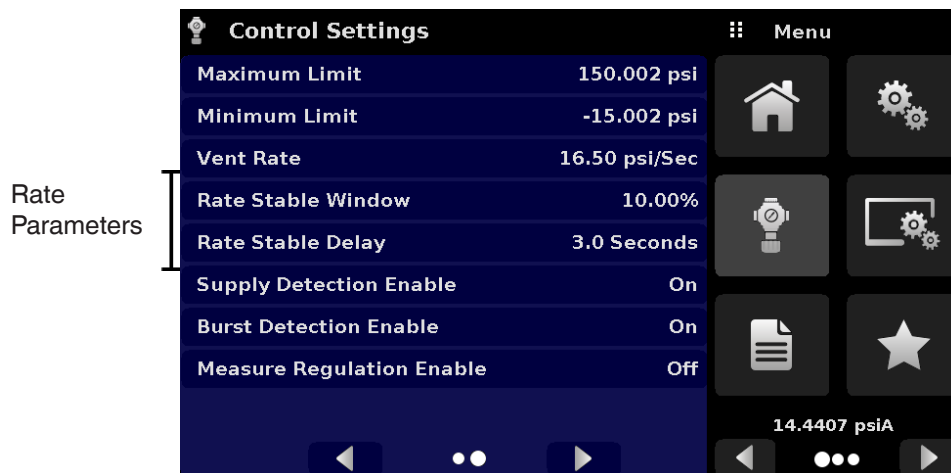 Control Settings
Maximum Limit 150.002 psi
Minimum Limit -15.002 psi
Vent Rate 16.50 psi/Sec
Rate Stable Window 10.00%
Rate Stable Delay 3.0 Seconds
Supply Detection Enable On
Burst Detection Enable On
Measure Regulation Enable Off
Rate
Parameters
Menu
14.4407 psiA